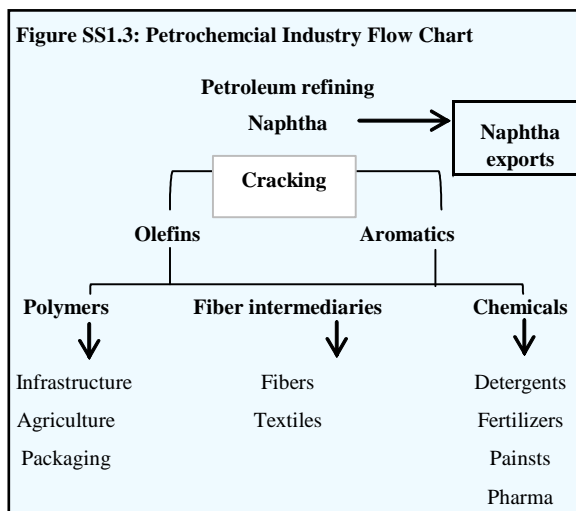 Figure SS1.3: Petrochemcial Industry Flow Chart
Petroleum refining
Naphtha
Naphtha
exports
Cracking
Olefins Aromatics
Polymers Fiber intermediaries Chemicals
Infrastructure Fibers Detergents
Agriculture Textiles Fertilizers
Packaging Painsts
Pharma